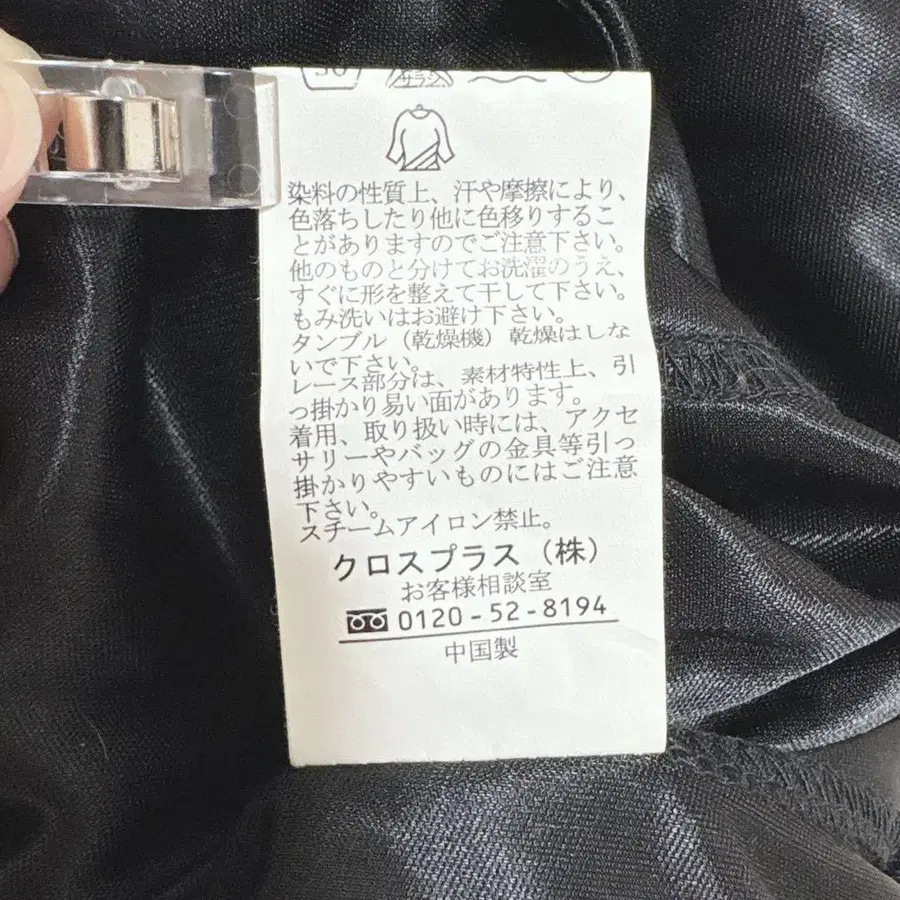 30
エンソ
サラシ
染料の性質上、汗や摩擦により、
色落ちしたり他に色移りするこ
とがありますのでご注意下さい。
他のものと分けてお洗濯のうえ、
すぐに形を整えて干して下さい。
もみ洗いはお避け下さい。
タンブル（乾燥機）乾燥はしな
いで下さい。
レース部分は、素材特性上、引
っ掛かり易い面があります。
着用、取り扱い時には、アクセ
サリーやバッグの金具等引っ
掛かりやすいものにはご注意
下さい。
スチームアイロン禁止。
クロスプラス（株）
お客様相談室
0120-52-8194
中国製